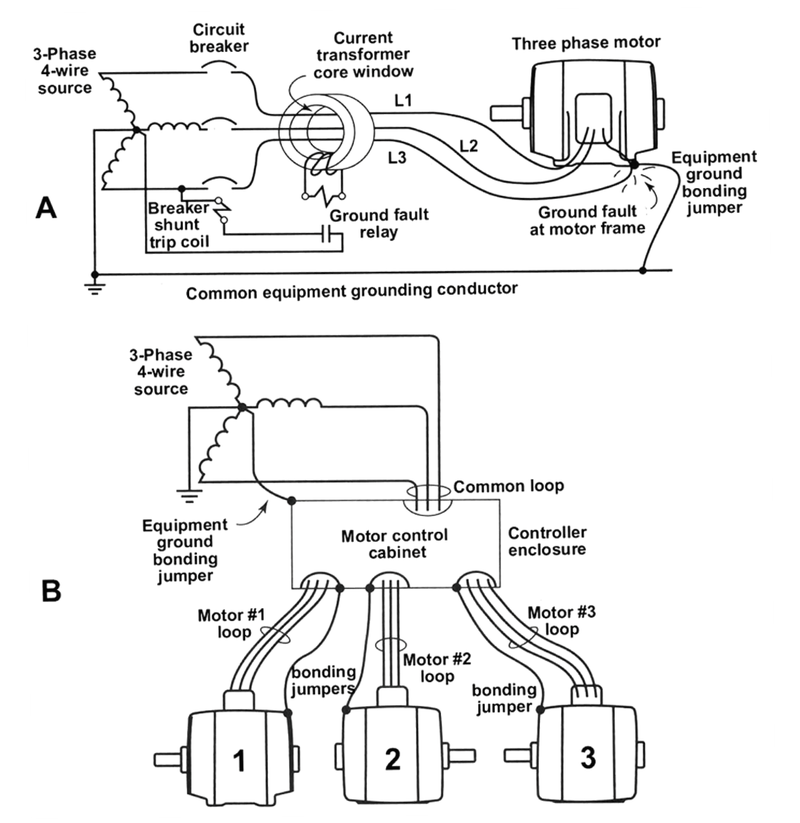 3-Phase
4-wire
source
Circuit
breaker
Current
transformer
core window
Three phase motor
L1
L2
L3
A
Breaker
shunt
trip coil
Ground fault
relay
Ground fault
at motor frame
Equipment
ground
bonding
jumper
Common equipment grounding conductor
3-Phase
4-wire
source
Common loop
Equipment
ground
bonding
jumper
Motor control
cabinet
Controller
enclosure
B
Motor #1
loop
bonding
jumpers
Motor #2
loop
bonding
jumper
Motor #3
loop
1
2
3